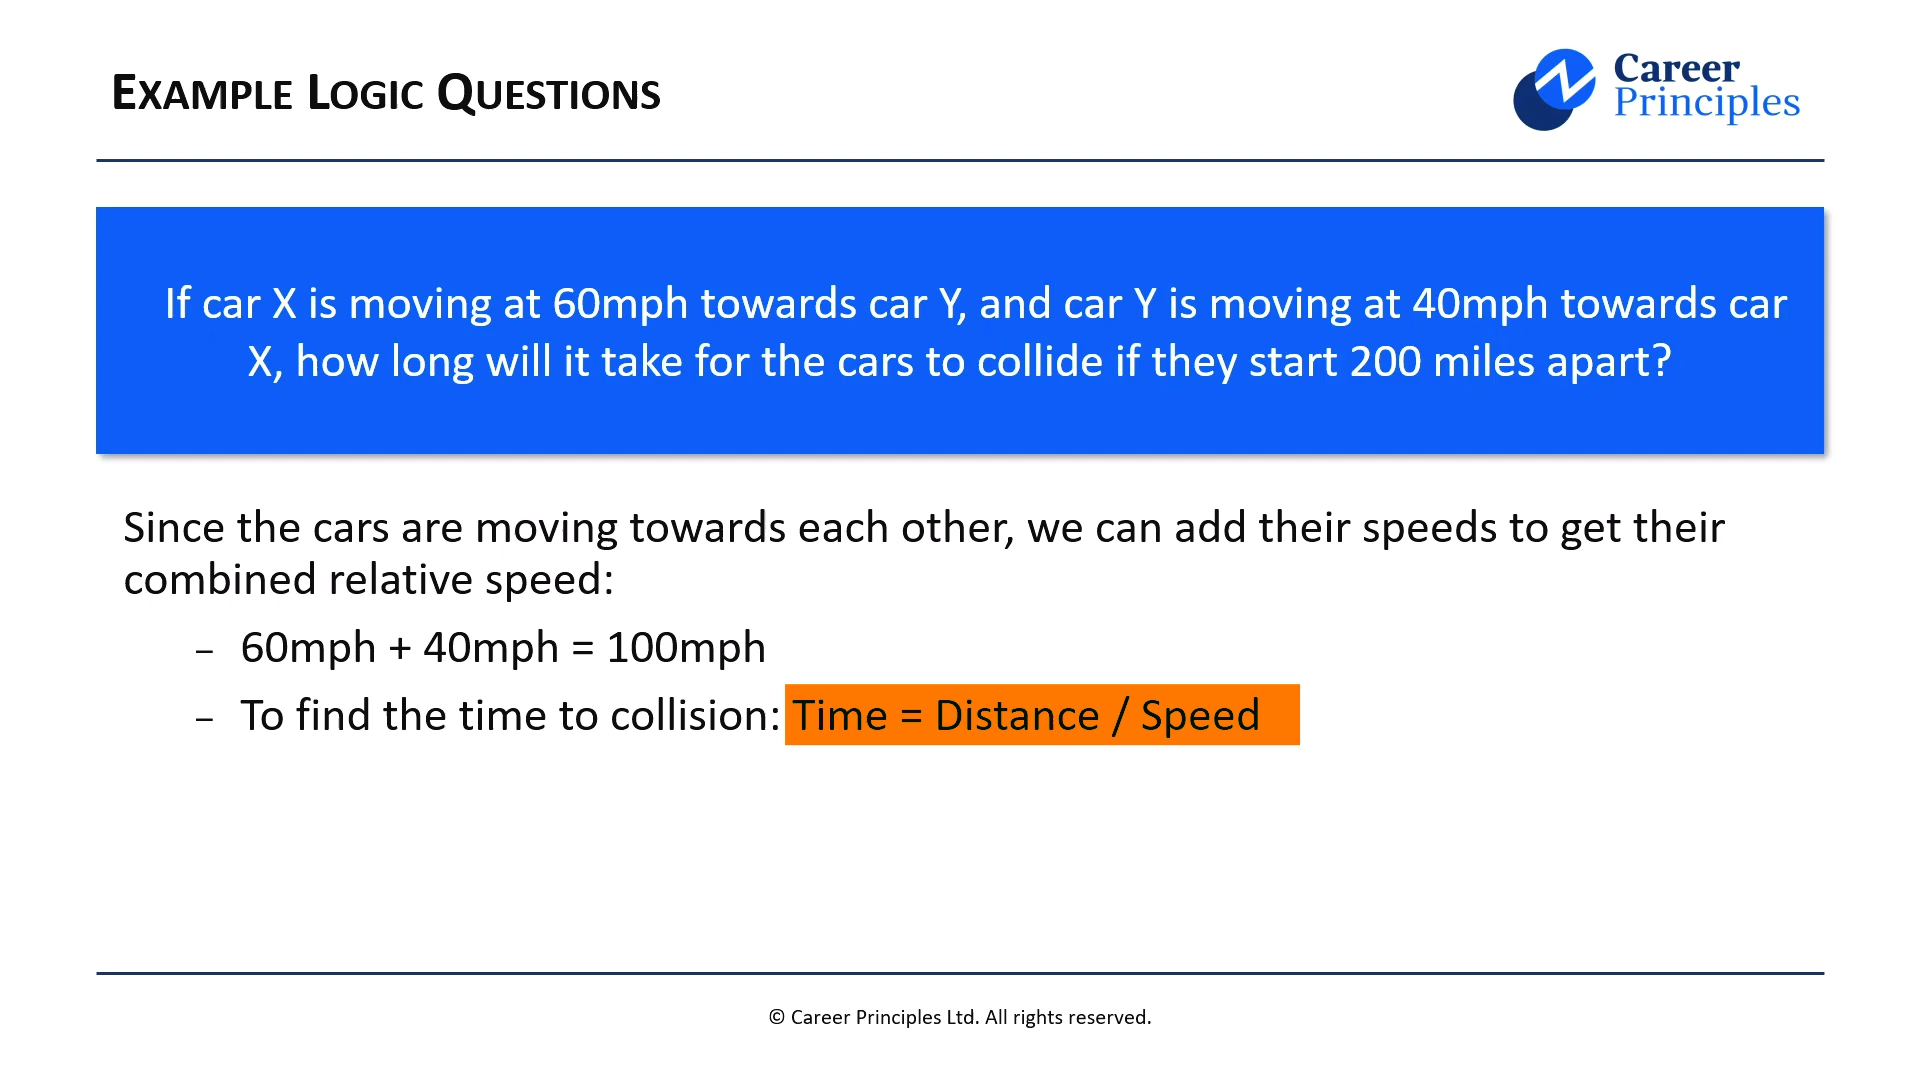 EXAMPLE LOGIC QUESTIONS
Career
Principles
If car X is moving at 60mph towards car Y, and car Y is moving at 40mph towards car
X, how long will it take for the cars to collide if they start 200 miles apart?
Since the cars are moving towards each other, we can add their speeds to get their
combined relative speed:
– 60mph + 40mph = 100mph
– To find the time to collision: Time = Distance / Speed
© Career Principles Ltd. All rights reserved.